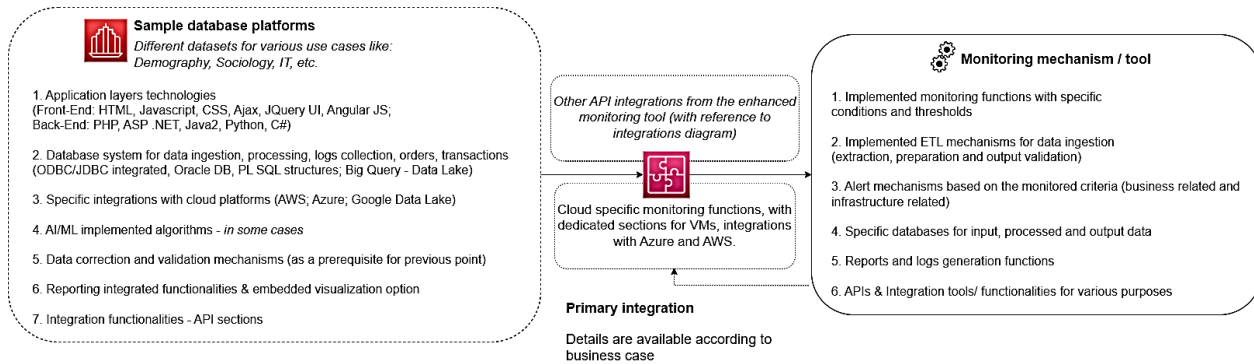 Sample database platforms
Different datasets for various use cases like:
Demography, Sociology, IT, etc.
1. Application layers technologies
(Front-End: HTML, Javascript, CSS, Ajax, JQuery UI, Angular JS;
Back-End: PHP, ASP .NET, Java2, Python, C#)
2. Database system for data ingestion, processing, logs collection, orders, transactions
(ODBC/JDBC integrated, Oracle DB, PL SQL structures; Big Query - Data Lake)
3. Specific integrations with cloud platforms (AWS; Azure; Google Data Lake)
4. AI/ML implemented algorithms - in some cases
5. Data correction and validation mechanisms (as a prerequisite for previous point)
6. Reporting integrated functionalities & embedded visualization option
7. Integration functionalities - API sections
Other API integrations from the enhanced
monitoring tool (with reference to
integrations diagram)
Cloud specific monitoring functions, with
dedicated sections for VMs, integrations
with Azure and AWS.
Primary integration
Details are available according to
business case
Monitoring mechanism / tool
1. Implemented monitoring functions with specific
conditions and thresholds
2. Implemented ETL mechanisms for data ingestion
(extraction, preparation and output validation)
3. Alert mechanisms based on the monitored criteria (business related and
infrastructure related)
4. Specific databases for input, processed and output data
5. Reports and logs generation functions
6. APIs & Integration tools/ functionalities for various purposes